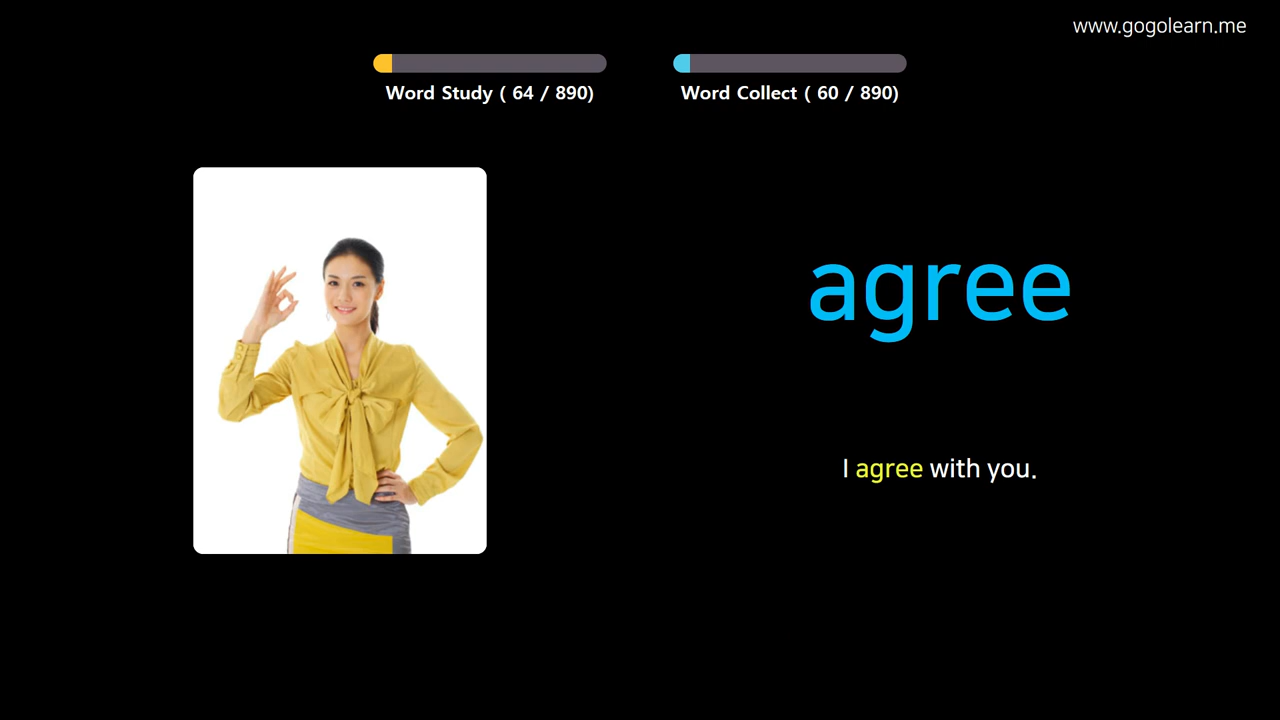 www.gogolearn.me
Word Study ( 64 / 890)
Word Collect ( 60 / 890)
agree
I agree with you.